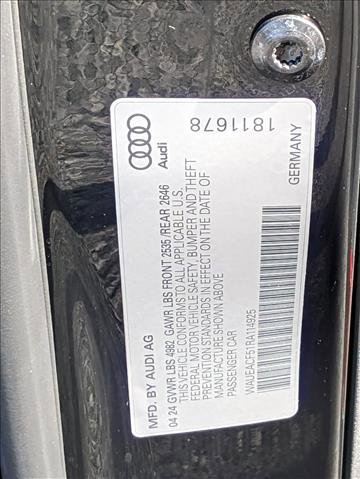 MFD. BY AUDI AG
04 24 GVWR LBS 4982 GAWR LBS FRONT 2535 /REAR 2646
THIS VEHICLE CONFORMS TO ALL APPLICABLE U.S.
FEDERAL MOTOR VEHICLE SAFETY, BUMPER AND THEFT
PREVENTION STANDARDS IN EFFECT ON THE DATE OF
MANUFACTURE SHOWN ABOVE.
PASSENGER CAR
WAUEACF51RA114925
GERMANY
Audi
1811678